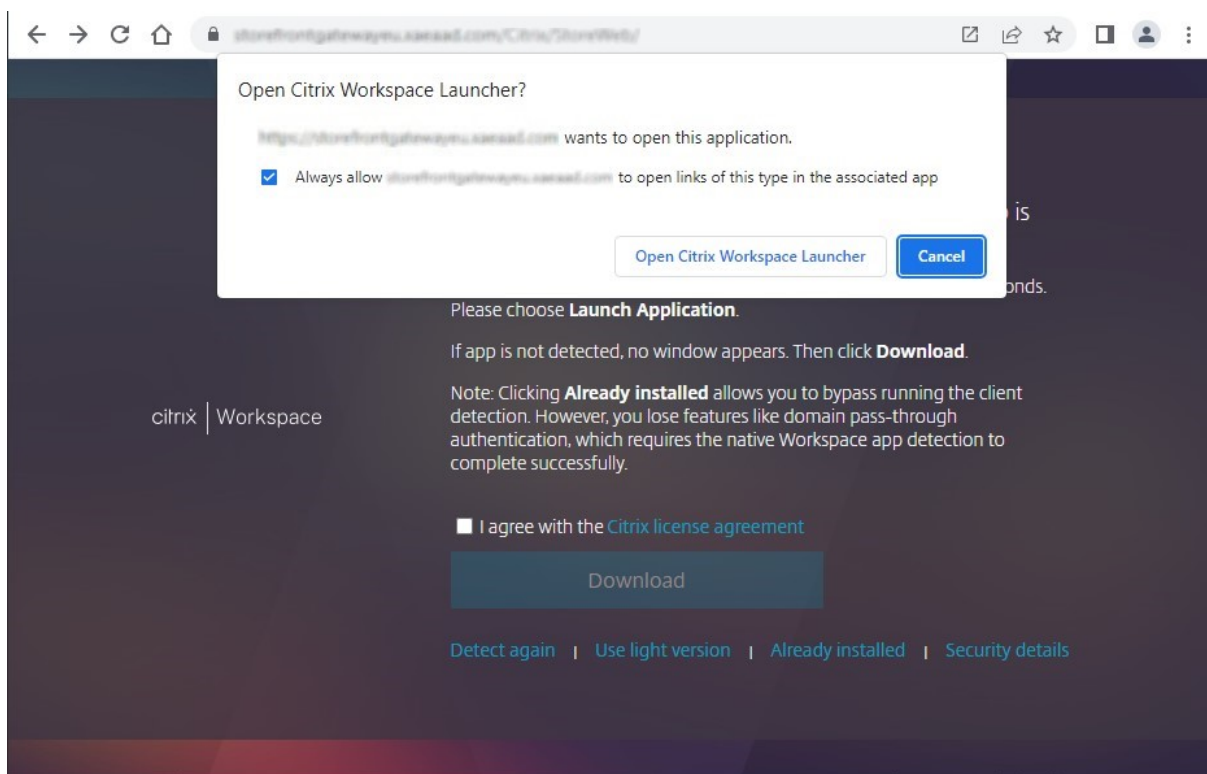 Open Citrix Workspace Launcher?
wants to open this application.
Always allow to open links of this type in the associated app
Open Citrix Workspace Launcher
Cancel
is
onds.
Please choose Launch Application.
If app is not detected, no window appears. Then click Download.
Note: Clicking Already installed allows you to bypass running the client
detection. However, you lose features like domain pass-through
authentication, which requires the native Workspace app detection to
complete successfully.
citrix | Workspace
I agree with the Citrix license agreement
Download
Detect again | Use light version | Already installed | Security details